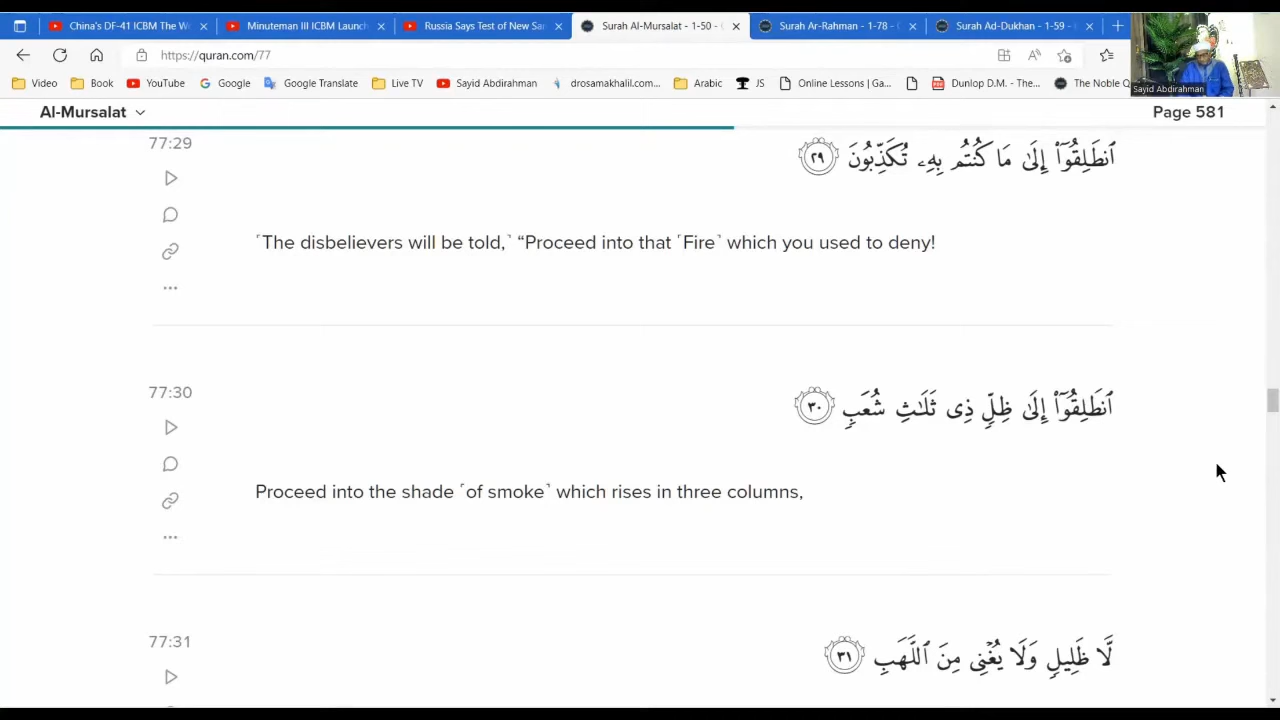 China's DF-41 ICBM The Wo
Minuteman III ICBM Launch
Russia Says Test of New Sar
Surah Al-Mursalat - 1-50 -
Surah Ar-Rahman - 1-78 -
Surah Ad-Dukhan - 1-59 -
https://quran.com/77
Video
Book
YouTube
Google
Google Translate
Live TV
Sayid Abdirahman
drosamakhalil.com...
Arabic
JS
Online Lessons | Ga...
Dunlop D.M. - The...
The Noble Q
Sayid Abdirahman
Al-Mursalat
Page 581
77:29
ٱنطَلِقُوٓا۟ إِلَىٰ مَا كُنتُم بِهِۦ تُكَذِّبُونَ ٢٩
˹The disbelievers will be told,˺ “Proceed into that ˹Fire˺ which you used to deny!
77:30
ٱنطَلِقُوٓا۟ إِلَىٰ ظِلٍّ ذِى ثَلَـٰثِ شُعَبٍ ٣٠
Proceed into the shade ˹of smoke˺ which rises in three columns,
77:31
لَّا ظَلِيلٍ وَلَا يُغْنِى مِنَ ٱللَّهَبِ ٣١